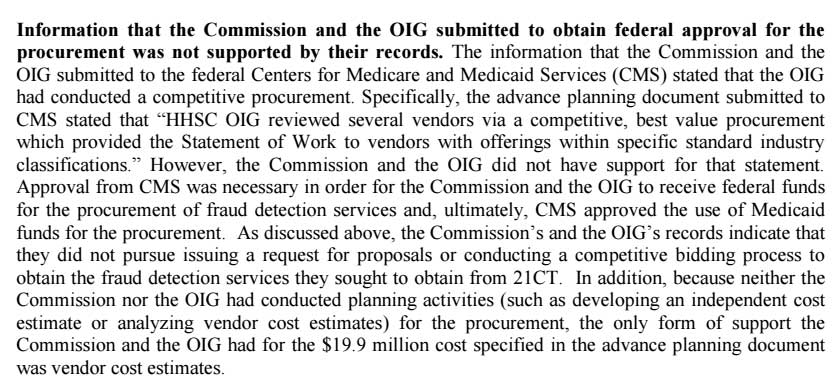 Information that the Commission and the OIG submitted to obtain federal approval for the
procurement was not supported by their records. The information that the Commission and the
OIG submitted to the federal Centers for Medicare and Medicaid Services (CMS) stated that the OIG
had conducted a competitive procurement. Specifically, the advance planning document submitted to
CMS stated that “HHSC OIG reviewed several vendors via a competitive, best value procurement
which provided the Statement of Work to vendors with offerings within specific standard industry
classifications.” However, the Commission and the OIG did not have support for that statement.
Approval from CMS was necessary in order for the Commission and the OIG to receive federal funds
for the procurement of fraud detection services and, ultimately, CMS approved the use of Medicaid
funds for the procurement. As discussed above, the Commission’s and the OIG’s records indicate that
they did not pursue issuing a request for proposals or conducting a competitive bidding process to
obtain the fraud detection services they sought to obtain from 21CT. In addition, because neither the
Commission nor the OIG had conducted planning activities (such as developing an independent cost
estimate or analyzing vendor cost estimates) for the procurement, the only form of support the
Commission and the OIG had for the $19.9 million cost specified in the advance planning document
was vendor cost estimates.